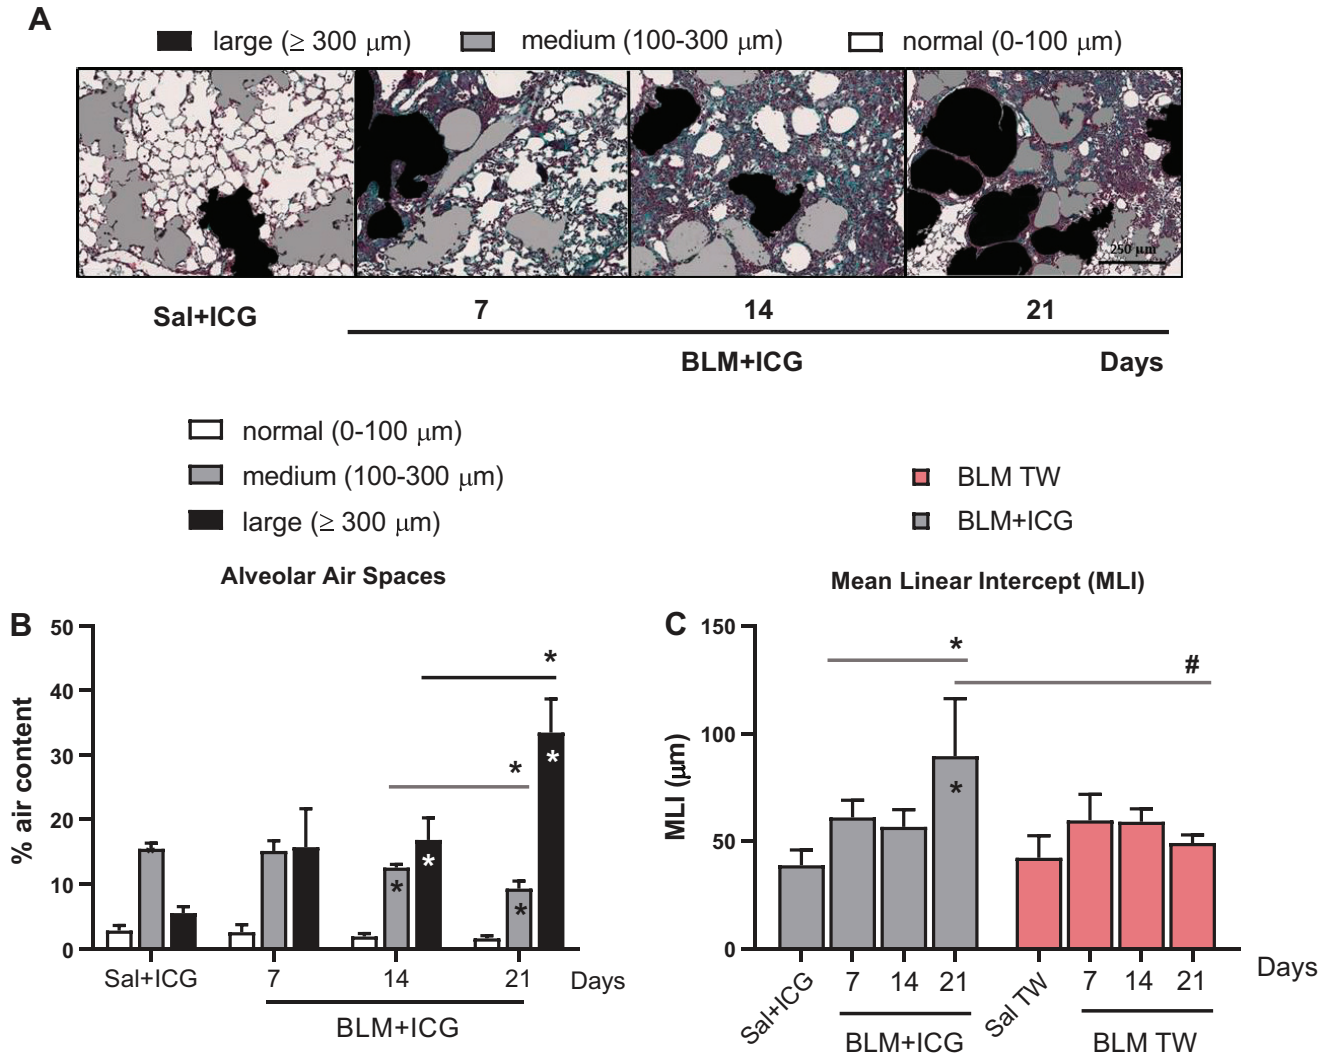 A
large (≥ 300 μm)
medium (100-300 μm)
normal (0-100 μm)
250 μm
Sal+ICG
7
14
21
BLM+ICG
Days
normal (0-100 μm)
medium (100-300 μm)
large (≥ 300 μm)
BLM TW
BLM+ICG
Alveolar Air Spaces
Mean Linear Intercept (MLI)
B
% air content
50
40
30
20
10
0
*
*
*
*
*
*
Sal+ICG
7
14
21
Days
BLM+ICG
C
MLI (μm)
150
100
50
0
*
#
*
Sal+ICG
7
14
21
Sal TW
7
14
21
Days
BLM+ICG
BLM TW